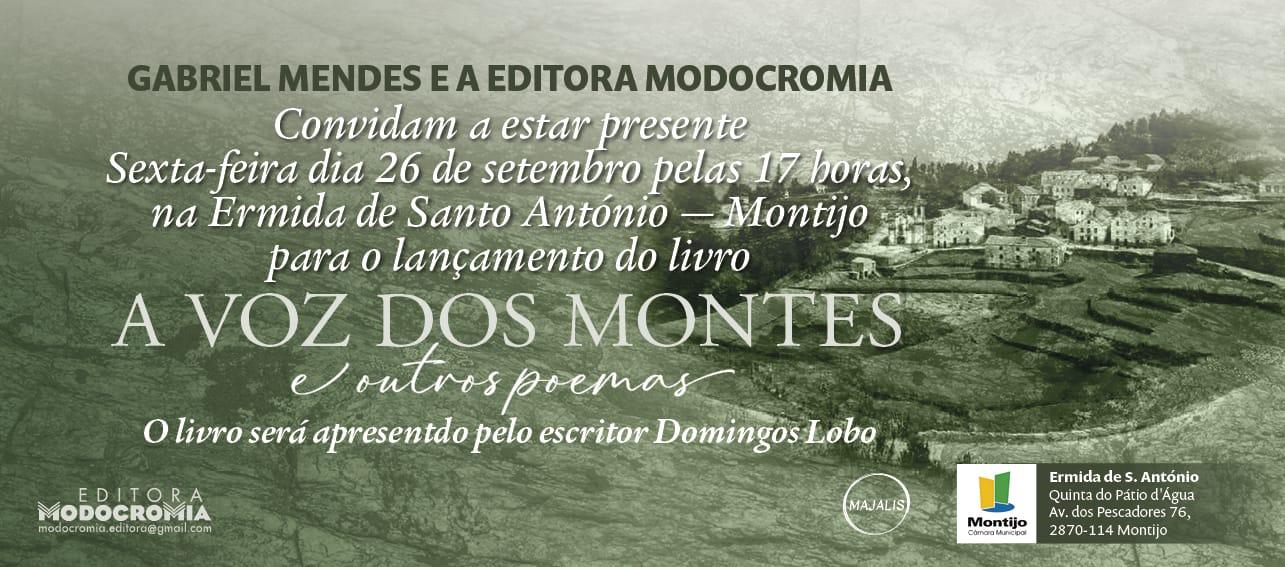 GABRIEL MENDES E A EDITORA MODOCROMIA
Convidam a estar presente
Sexta-feira dia 26 de setembro pelas 17 horas,
na Ermida de Santo António — Montijo
para o lançamento do livro
A VOZ DOS MONTES
e outros poemas
O livro será apresentdo pelo escritor Domingos Lobo
EDITORA
MODOCROMIA
modocromia.editora@gmail.com
MAJALIS
Montijo
Câmara Municipal
Ermida de S. António
Quinta do Pátio d'Água
Av. dos Pescadores 76,
2870-114 Montijo